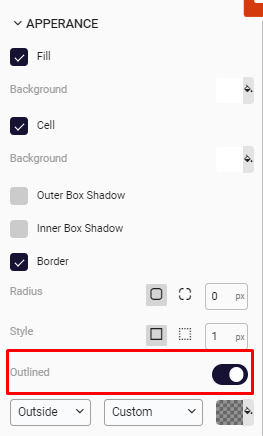 APPERANCE
Fill
Background
Cell
Background
Outer Box Shadow
Inner Box Shadow
Border
Radius 0 px
Style 1 px
Outlined
Outside Custom